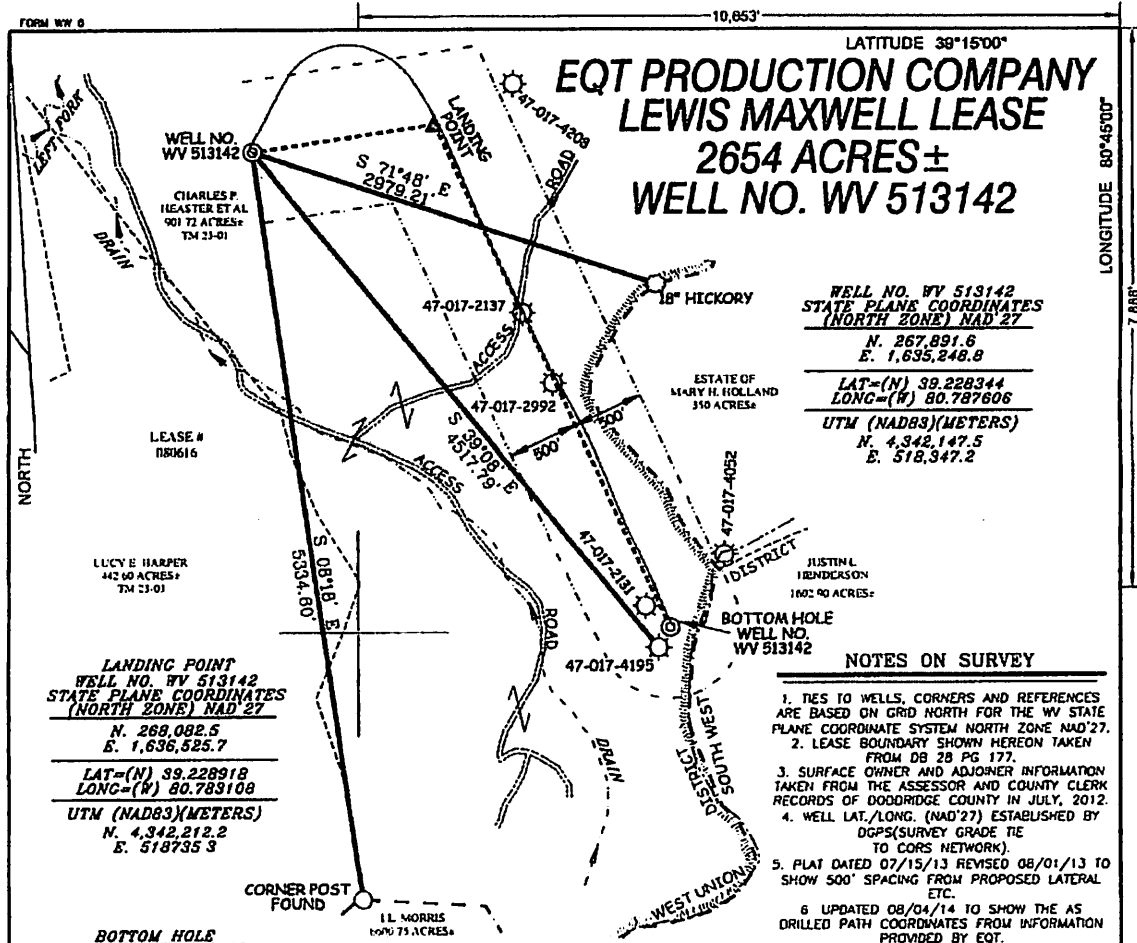 FORM WW 6
10,653'
LATITUDE 39°15'00"
EQT PRODUCTION COMPANY
LEWIS MAXWELL LEASE
2654 ACRES±
WELL NO. WV 513142
LONGITUDE 80°45'00"
7,888'
LEFT FORK
WELL NO.
WV 513142
LANDING
POINT
47-017-4208
S 71°48' E
2979.21'
ROAD
CHARLES P.
HEASTER ET AL
901 72 ACRES±
TM 23-01
DRAIN
18" HICKORY
47-017-2137
ACCESS
WELL NO. WV 513142
STATE PLANE COORDINATES
(NORTH ZONE) NAD'27
N. 267,891.6
E. 1,635,248.8
LAT=(N) 39.228344
LONG=(W) 80.787606
UTM (NAD83)(METERS)
N. 4,342,147.5
E. 518,347.2
ESTATE OF
MARY H. HOLLAND
350 ACRES±
47-017-2992
500'
500'
S 39°08' E
4517.79'
NORTH
LEASE #
080616
ACCESS
47-017-4052
DISTRICT
47-017-2131
LUCY E HARPER
442 60 ACRES±
TM 23-03
S 08°18' E
5334.80'
JUSTIN L
HENDERSON
1602 90 ACRES±
BOTTOM HOLE
WELL NO.
WV 513142
ROAD
47-017-4195
LANDING POINT
WELL NO. WV 513142
STATE PLANE COORDINATES
(NORTH ZONE) NAD'27
N. 268,082.5
E. 1,636,525.7
LAT=(N) 39.228918
LONG=(W) 80.783108
UTM (NAD83)(METERS)
N. 4,342,212.2
E. 518735 3
DRAIN
SOUTH WEST
DISTRICT
WEST UNION
NOTES ON SURVEY
1. TIES TO WELLS, CORNERS AND REFERENCES
ARE BASED ON GRID NORTH FOR THE WV STATE
PLANE COORDINATE SYSTEM NORTH ZONE NAD'27.
2. LEASE BOUNDARY SHOWN HEREON TAKEN
FROM DB 28 PG 177.
3. SURFACE OWNER AND ADJOINER INFORMATION
TAKEN FROM THE ASSESSOR AND COUNTY CLERK
RECORDS OF DODDRIDGE COUNTY IN JULY, 2012.
4. WELL LAT./LONG. (NAD'27) ESTABLISHED BY
DGPS(SURVEY GRADE TIE
TO CORS NETWORK).
5. PLAT DATED 07/15/13 REVISED 08/01/13 TO
SHOW 500' SPACING FROM PROPOSED LATERAL
ETC.
6 UPDATED 08/04/14 TO SHOW THE AS
DRILLED PATH COORDINATES FROM INFORMATION
PROVIDED BY EQT.
CORNER POST
FOUND
I.L. MORRIS
ACRES±
BOTTOM HOLE